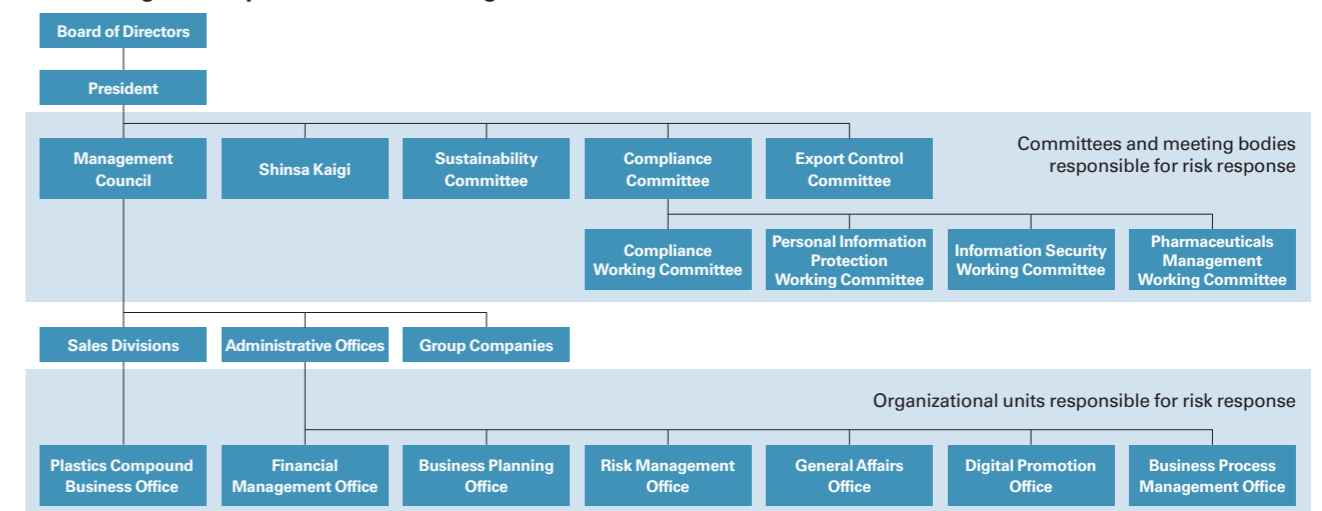 Board of Directors
President
Committees and meeting bodies
responsible for risk response
Management
Council
Shinsa Kaigi
Sustainability
Committee
Compliance
Committee
Export Control
Committee
Compliance
Working Committee
Personal Information
Protection
Working Committee
Information Security
Working Committee
Pharmaceuticals
Management
Working Committee
Sales Divisions
Administrative Offices
Group Companies
Organizational units responsible for risk response
Plastics Compound
Business Office
Financial
Management Office
Business Planning
Office
Risk Management
Office
General Affairs
Office
Digital Promotion
Office
Business Process
Management Office